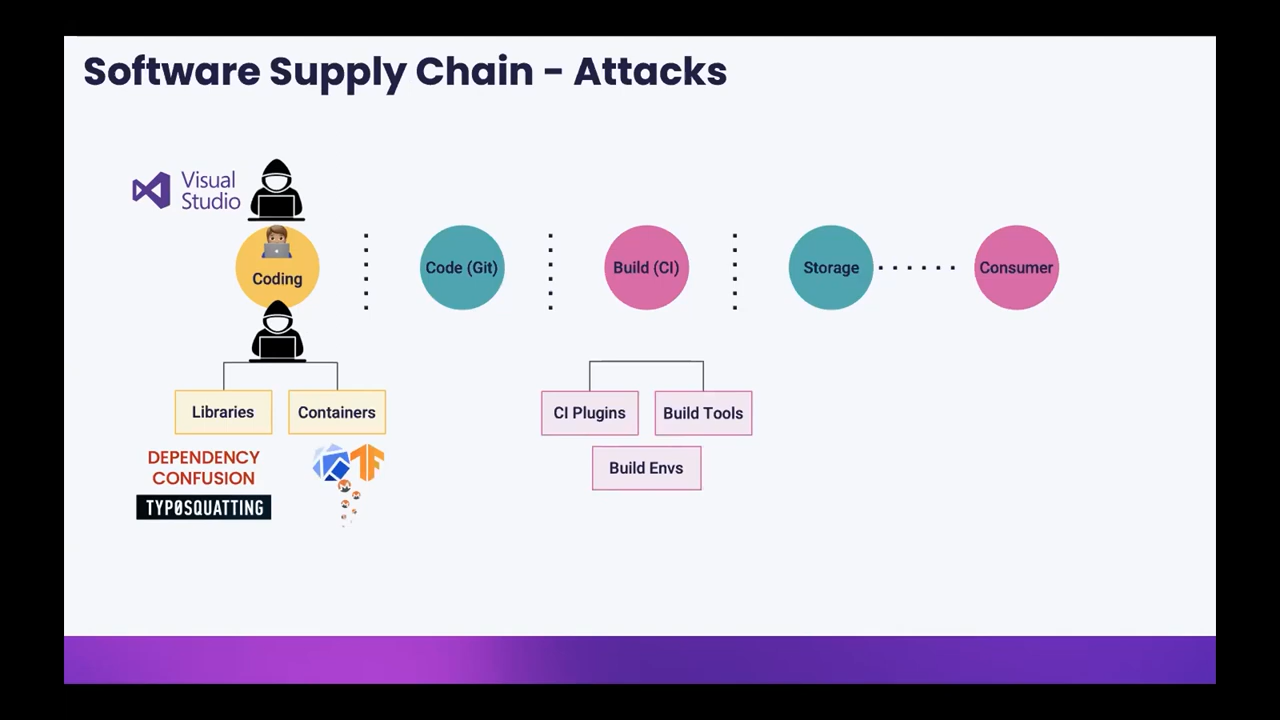 Software Supply Chain - Attacks
Visual
Studio
Coding
Code (Git)
Build (CI)
Storage
Consumer
Libraries
Containers
CI Plugins
Build Tools
Build Envs
DEPENDENCY
CONFUSION
TYPØSQUATTING